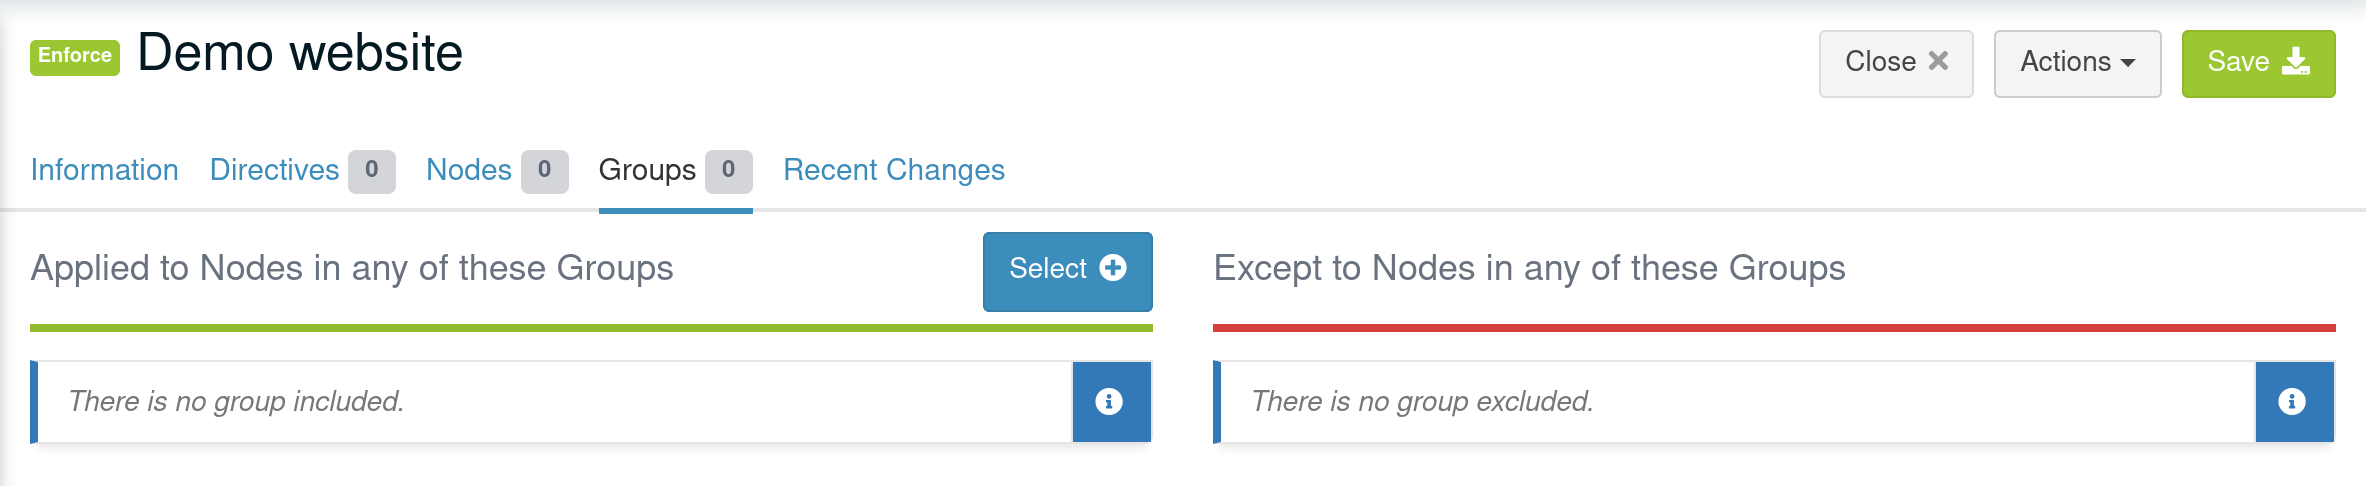 Enforce Demo website
Close Actions Save
Information Directives 0 Nodes 0 Groups 0 Recent Changes
Applied to Nodes in any of these Groups Select
Except to Nodes in any of these Groups
There is no group included.
There is no group excluded.